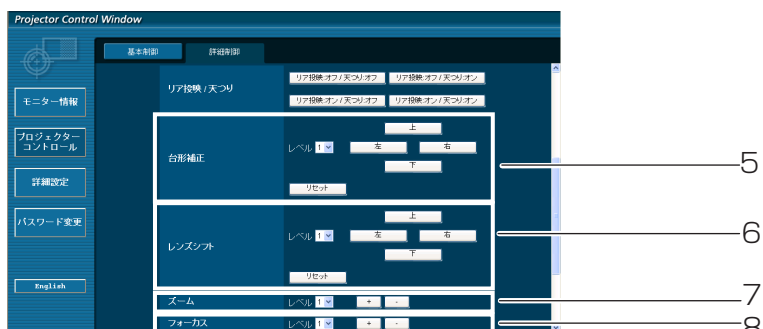 Projector Control Window
基本制御 詳細制御
モニター情報
プロジェクター
コントロール
詳細設定
パスワード変更
English
リア投映 / 天つり
リア投映:オフ / 天つり:オフ リア投映:オフ / 天つり:オン
リア投映:オン / 天つり:オフ リア投映:オン / 天つり:オン
台形補正
レベル 1
上
左 右
下
リセット
5
レンズシフト
レベル 1
上
左 右
下
リセット
6
ズーム レベル 1 + -
7
フォーカス レベル 1 + -
8